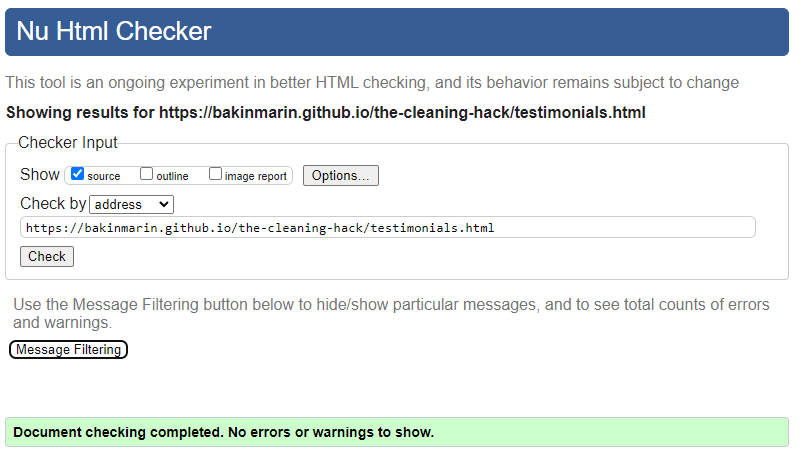 Nu Html Checker
This tool is an ongoing experiment in better HTML checking, and its behavior remains subject to change
Showing results for https://bakinmarin.github.io/the-cleaning-hack/testimonials.html
Checker Input
Show source outline image report Options...
Check by address
https://bakinmarin.github.io/the-cleaning-hack/testimonials.html
Check
Use the Message Filtering button below to hide/show particular messages, and to see total counts of errors
and warnings.
Message Filtering
Document checking completed. No errors or warnings to show.